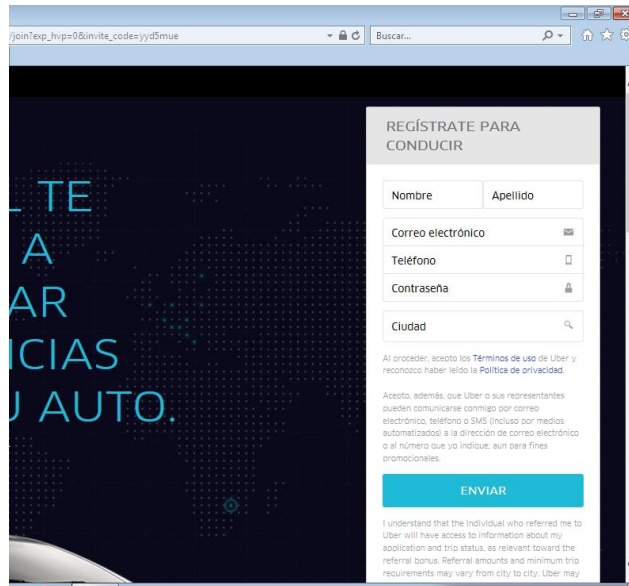 /join?exp_hvp=0&invite_code=yyd5mue
Buscar...
REGÍSTRATE PARA
CONDUCIR
TE
A
AR
ICIAS
AUTO.
Nombre
Apellido
Correo electrónico
Teléfono
Contraseña
Ciudad
Al proceder, acepto los Términos de uso de Uber y
reconozco haber leído la Política de privacidad.
Acepto, además, que Uber o sus representantes
pueden comunicarse conmigo por correo
electrónico, teléfono o SMS (incluso por medios
automatizados) a la dirección de correo electrónico
o al número que yo indique, aun para fines
promocionales.
ENVIAR
I understand that the individual who referred me to
Uber will have access to information about my
application and trip status, as relevant toward the
referral bonus. Referral amounts and minimum trip
requirements may vary from city to city. Uber may